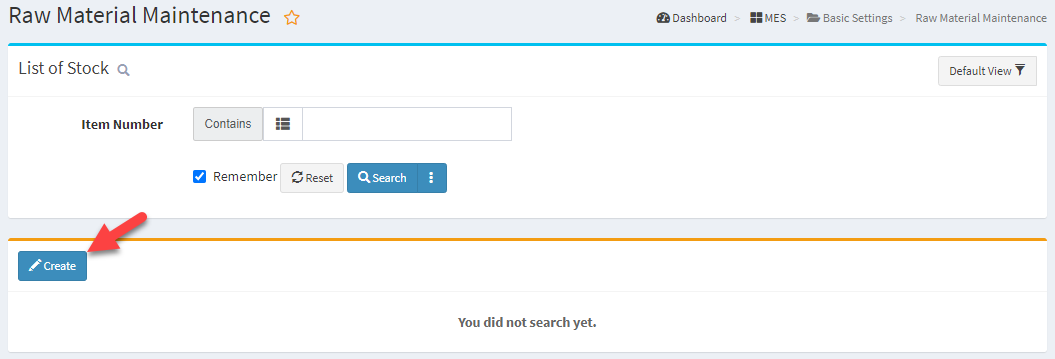 Raw Material Maintenance
Dashboard > MES > Basic Settings > Raw Material Maintenance
List of Stock
Default View
Item Number Contains
Remember Reset Search
Create
You did not search yet.